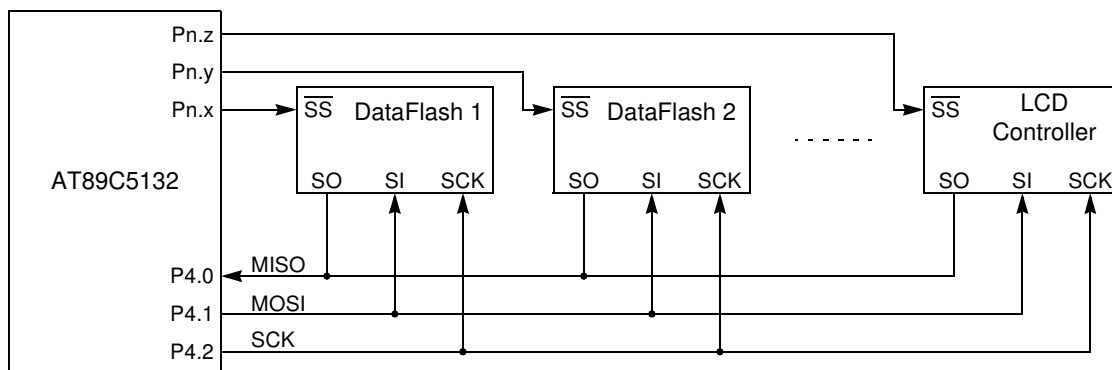 Pn.z
Pn.y
Pn.x
SS DataFlash 1
SS DataFlash 2
SS LCD
Controller
AT89C5132
SO SI SCK
SO SI SCK
SO SI SCK
P4.0 MISO
P4.1 MOSI
P4.2 SCK